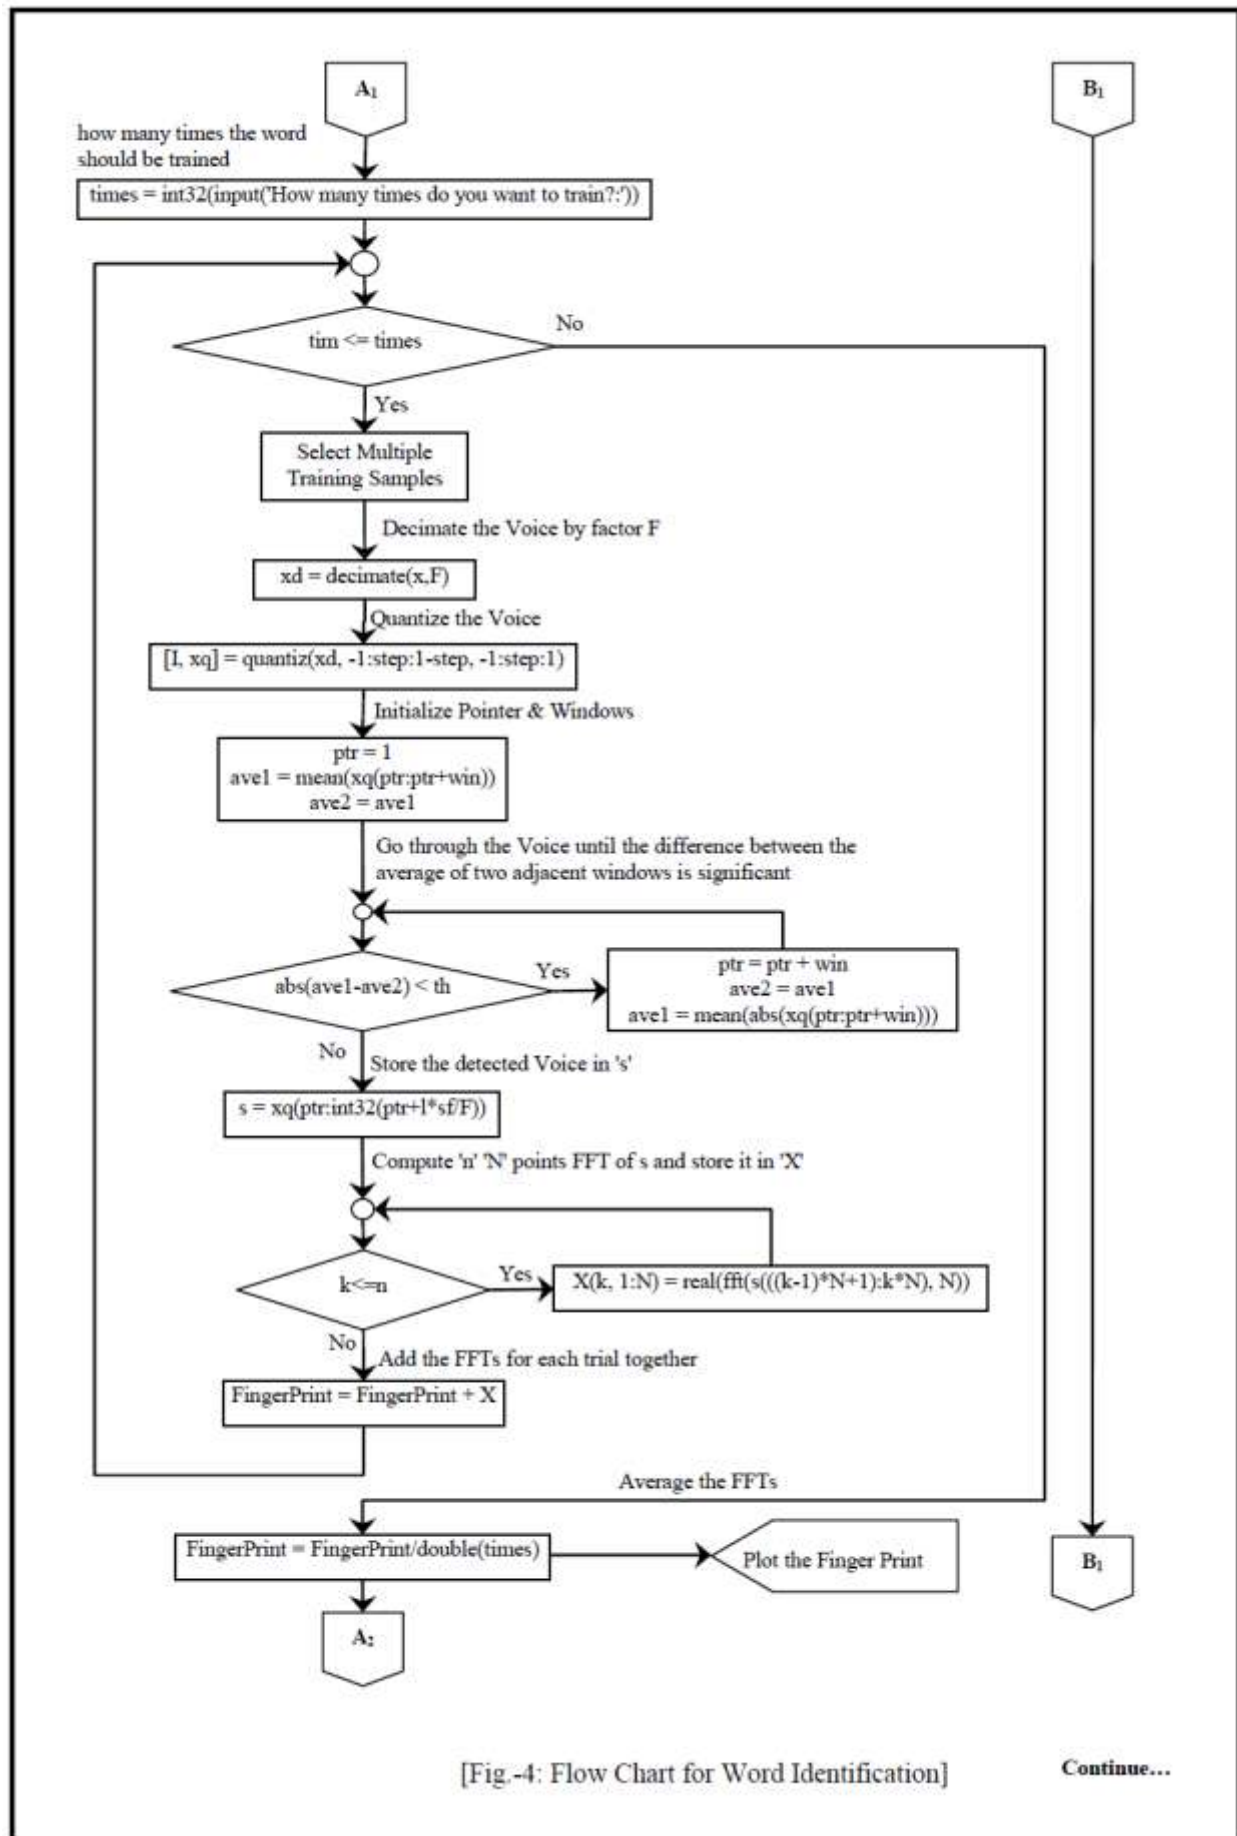 A₁
B₁
how many times the word
should be trained
times = int32(input('How many times do you want to train?:'))
tim <= times
No
Yes
Select Multiple
Training Samples
Decimate the Voice by factor F
xd = decimate(x,F)
Quantize the Voice
[I, xq] = quantiz(xd, -1:step:1-step, -1:step:1)
Initialize Pointer & Windows
ptr = 1
ave1 = mean(xq(ptr:ptr+win))
ave2 = ave1
Go through the Voice until the difference between the
average of two adjacent windows is significant
abs(ave1-ave2) < th
Yes
ptr = ptr + win
ave2 = ave1
ave1 = mean(abs(xq(ptr:ptr+win)))
No
Store the detected Voice in 's'
s = xq(ptr:int32(ptr+l*sf/F))
Compute 'n' 'N' points FFT of s and store it in 'X'
k<=n
Yes
X(k, 1:N) = real(fft(s(((k-1)*N+1):k*N), N))
No
Add the FFTs for each trial together
FingerPrint = FingerPrint + X
Average the FFTs
FingerPrint = FingerPrint/double(times)
Plot the Finger Print
B₁
A₂
[Fig.-4: Flow Chart for Word Identification]
Continue…